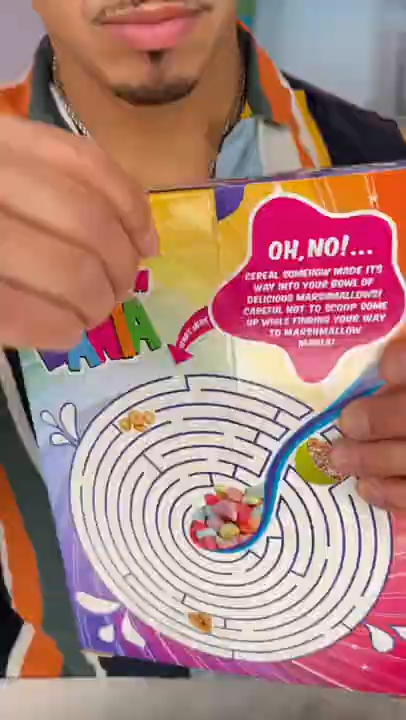 OH, NO!...
CEREAL SOMEHOW MADE ITS
WAY INTO YOUR BOWL OF
DELICIOUS MARSHMALLOWS!
CAREFUL NOT TO SCOOP SOME
UP WHILE FINDING YOUR WAY
TO MARSHMALLOW
MANIA!